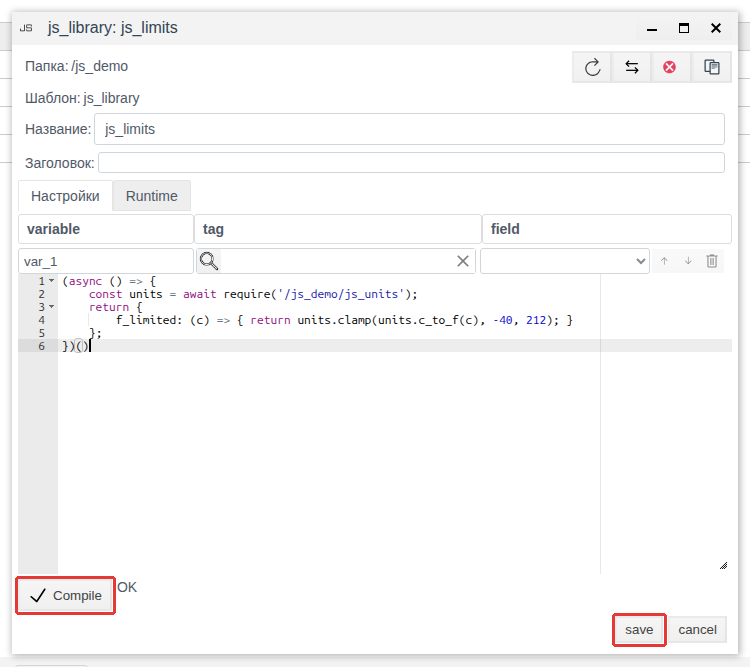 JS js_library: js_limits
Папка: /js_demo
Шаблон: js_library
Название: js_limits
Заголовок:
Настройки Runtime
variable tag field
var_1
1 (async () => {
2 const units = await require('/js_demo/js_units');
3 return {
4 f_limited: (c) => { return units.clamp(units.c_to_f(c), -40, 212); }
5 };
6 })()
Compile OK
save cancel